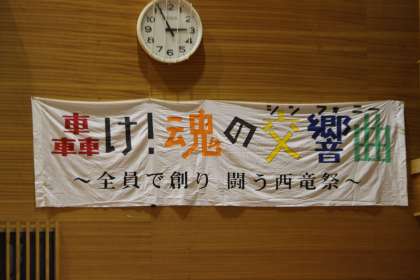 轟け!魂の交響曲
シンフォニー
～全員で創り 闘う西竜祭～